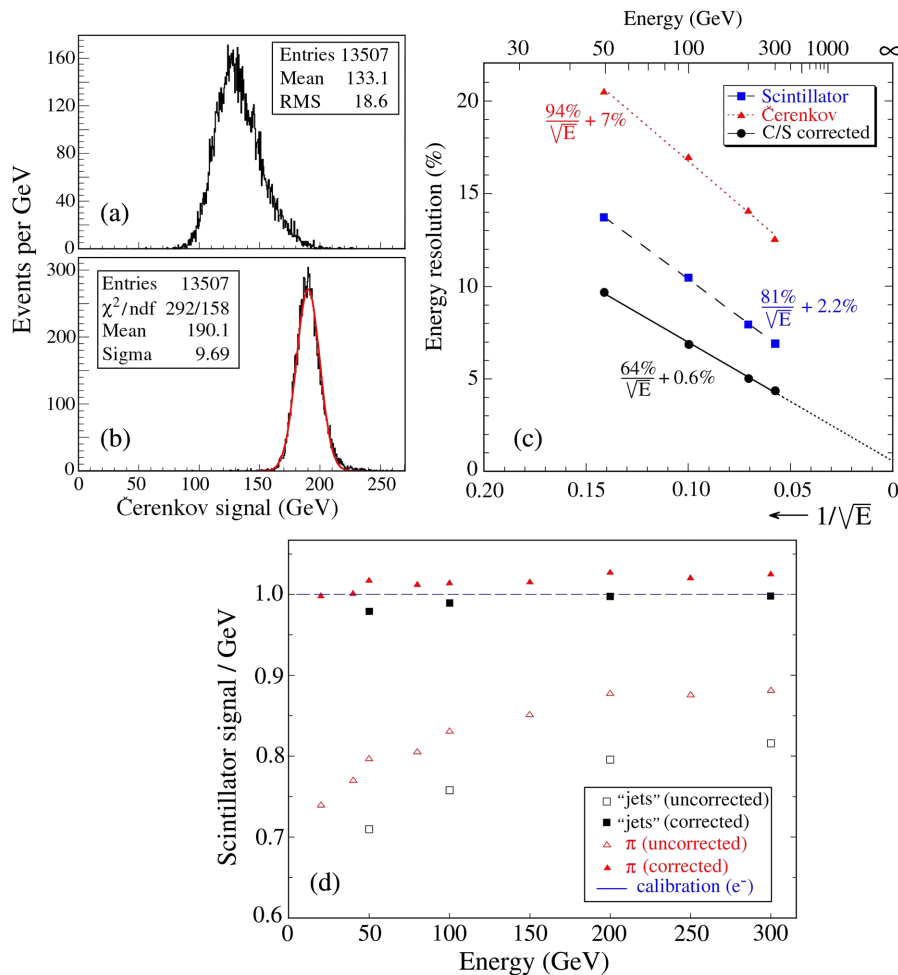 160
120
80
40
0
Entries 13507
Mean 133.1
RMS 18.6
(a)
Events per GeV
300
200
100
0
Entries 13507
χ²/ndf 292/158
Mean 190.1
Sigma 9.69
(b)
0 50 100 150 200 250
Čerenkov signal (GeV)
Energy (GeV)
30 50 100 200 300 1000 ∞
Energy resolution (%)
20
15
10
5
0
Scintillator
Čerenkov
C/S corrected
94%/√E + 7%
81%/√E + 2.2%
64%/√E + 0.6%
(c)
0.20 0.15 0.10 0.05 0
← 1/√E
Scintillator signal / GeV
1.0
0.9
0.8
0.7
0.6
"jets" (uncorrected)
"jets" (corrected)
π (uncorrected)
π (corrected)
calibration (e⁻)
(d)
0 50 100 150 200 250 300
Energy (GeV)